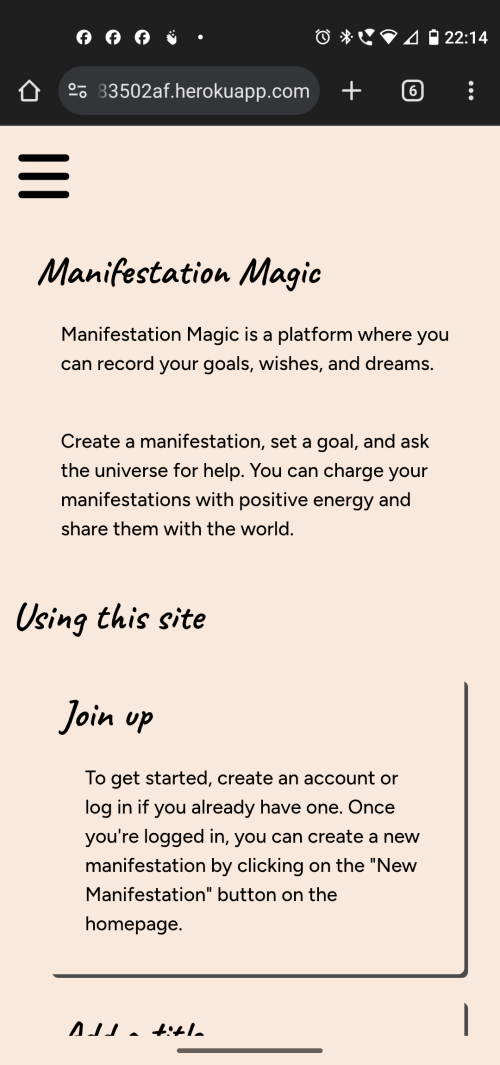 22:14
83502af.herokuapp.com
6
Manifestation Magic
Manifestation Magic is a platform where you
can record your goals, wishes, and dreams.
Create a manifestation, set a goal, and ask
the universe for help. You can charge your
manifestations with positive energy and
share them with the world.
Using this site
Join up
To get started, create an account or
log in if you already have one. Once
you're logged in, you can create a new
manifestation by clicking on the "New
Manifestation" button on the
homepage.
Add a title